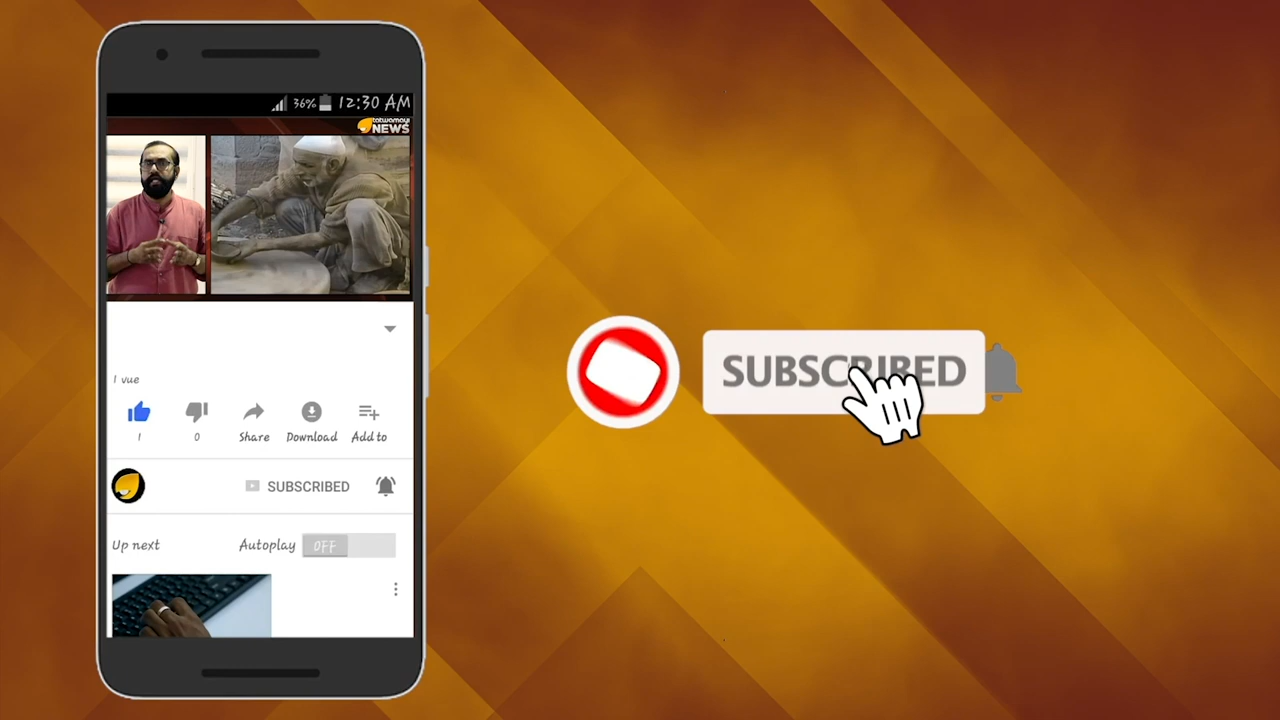 36% 12:30 AM
tatwamayi
NEWS
1 vue
1
0
Share
Download
Add to
SUBSCRIBED
Up next
Autoplay
OFF
SUBSCRIBED